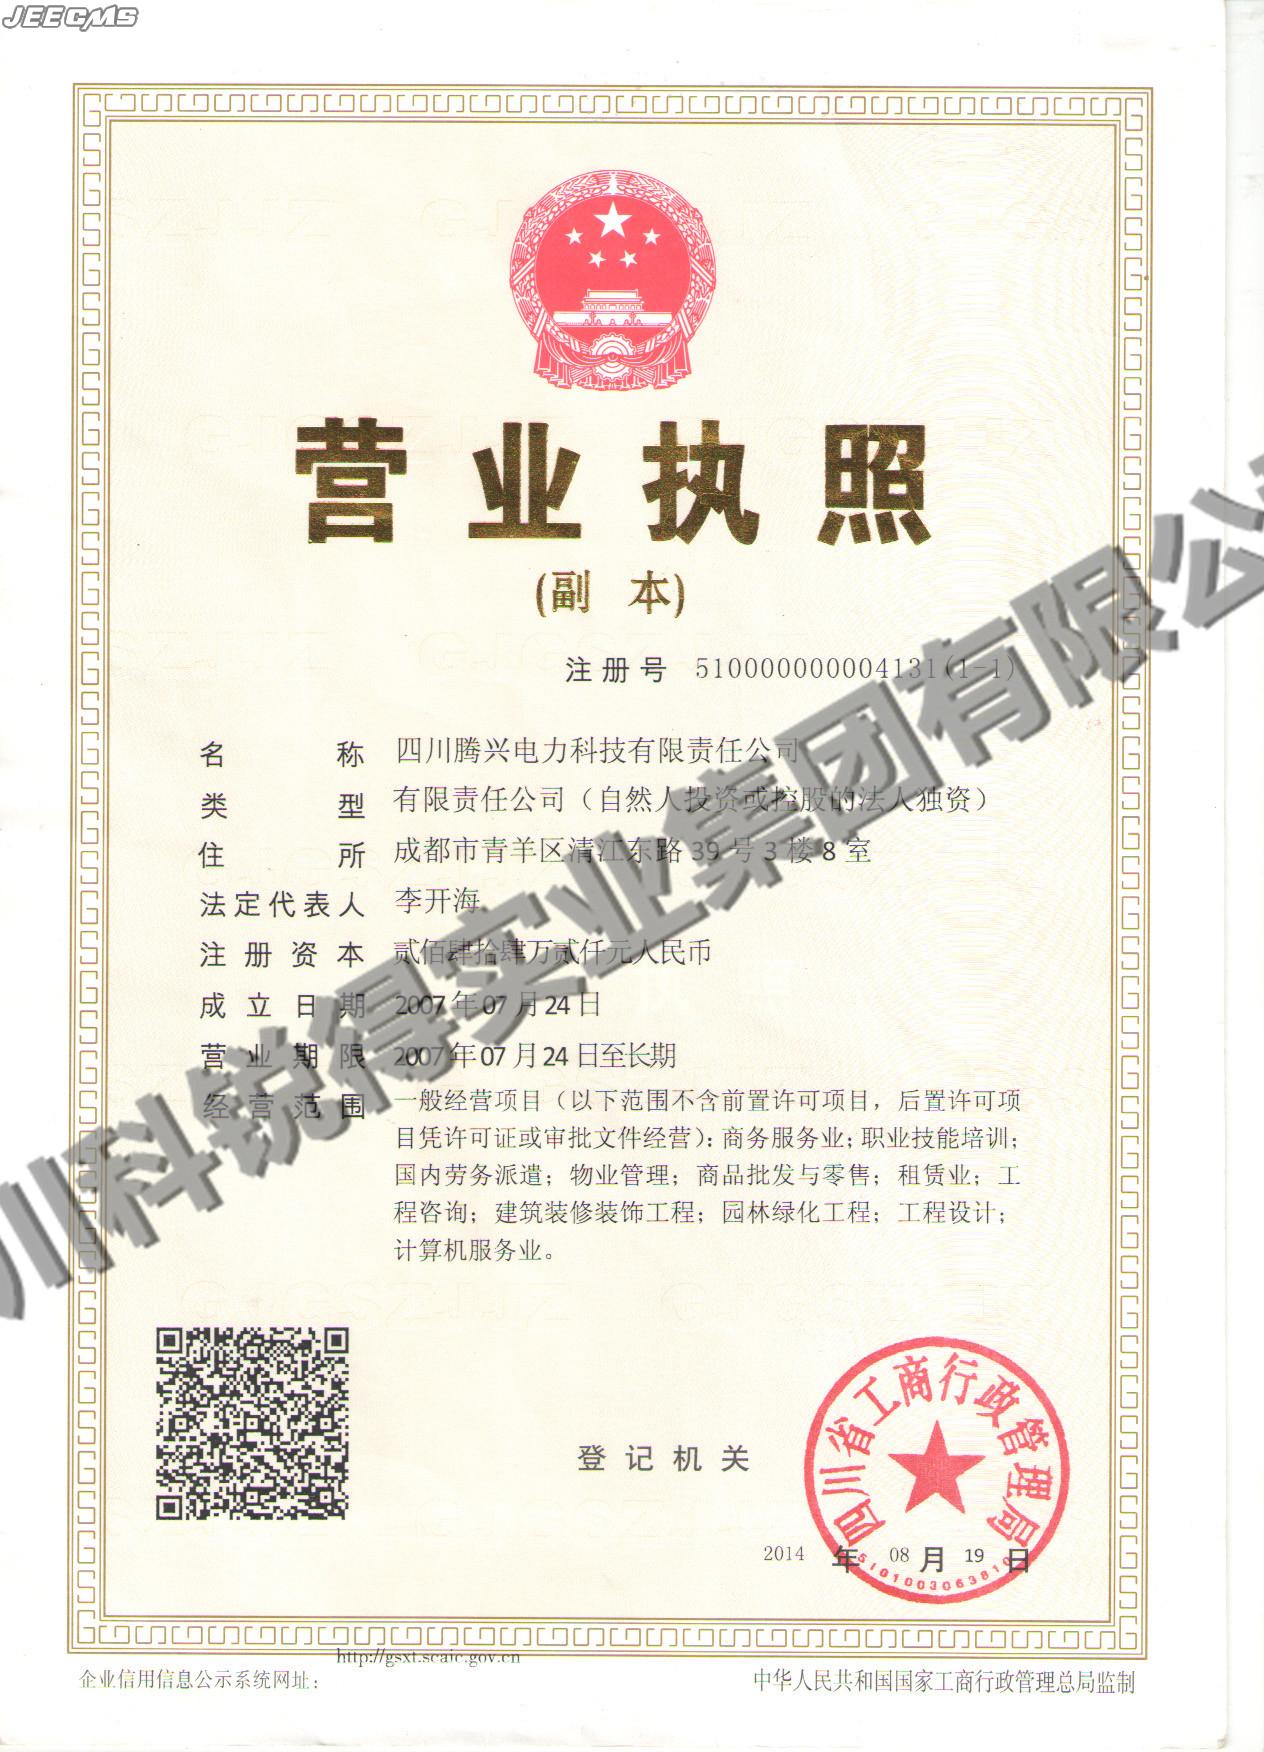 JEECMS
营业执照
(副 本)
注册号 510000000004131(1-1)
名 称 四川腾兴电力科技有限责任公司
类 型 有限责任公司（自然人投资或控股的法人独资）
住 所 成都市青羊区清江东路39号3楼8室
法定代表人 李开海
注册资本 贰佰肆拾肆万贰仟元人民币
成立日期 2007年07月24日
营业期限 2007年07月24日至长期
经营范围 一般经营项目（以下范围不含前置许可项目，后置许可项
目凭许可证或审批文件经营）：商务服务业；职业技能培训；
国内劳务派遣；物业管理；商品批发与零售；租赁业；工
程咨询；建筑装修装饰工程；园林绿化工程；工程设计；
计算机服务业。
川科锐得实业集团有限公
登记机关
四川省工商行政管理局
5101003063810
2014 年 08 月 19 日
http://gsxt.scaic.gov.cn
企业信用信息公示系统网址：
中华人民共和国国家工商行政管理总局监制